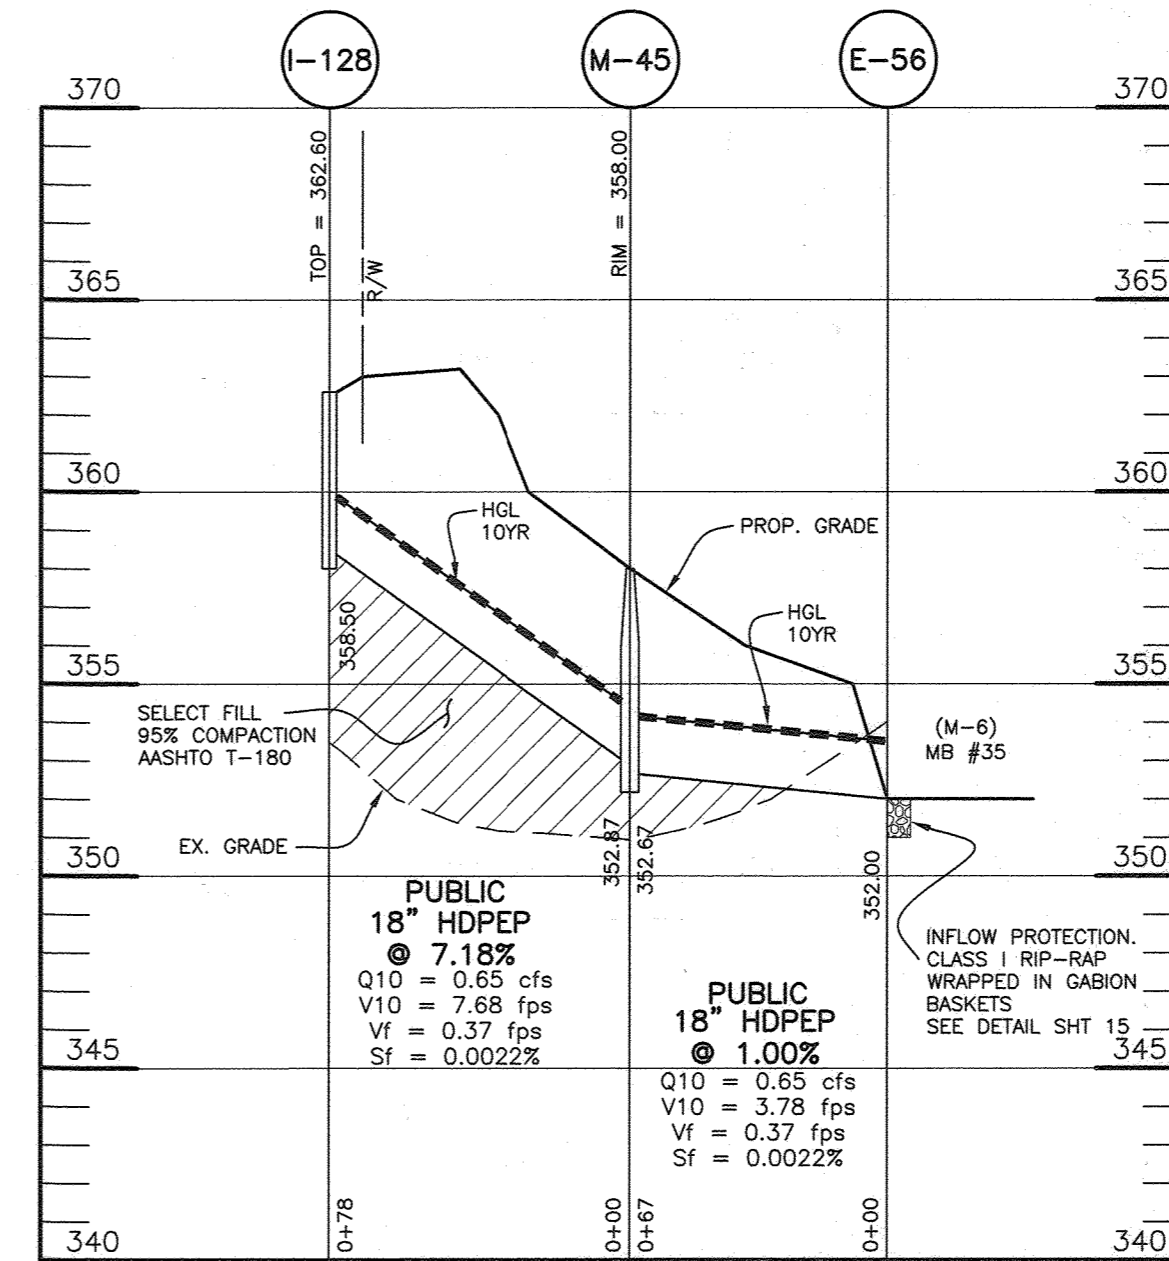 I-128
M-45
E-56
370
370
TOP = 362.60
R/W
RIM = 358.00
365
365
360
360
HGL
10YR
PROP. GRADE
HGL
10YR
358.50
355
355
SELECT FILL
95% COMPACTION
AASHTO T-180
(M-6)
MB #35
EX. GRADE
352.87
352.67
352.00
350
350
PUBLIC
18" HDPEP
@ 7.18%
Q10 = 0.65 cfs
V10 = 7.68 fps
Vf = 0.37 fps
Sf = 0.0022%
INFLOW PROTECTION.
CLASS I RIP-RAP
WRAPPED IN GABION
BASKETS
SEE DETAIL SHT 15
PUBLIC
18" HDPEP
@ 1.00%
Q10 = 0.65 cfs
V10 = 3.78 fps
Vf = 0.37 fps
Sf = 0.0022%
345
345
0+78
0+00
0+67
0+00
340
340